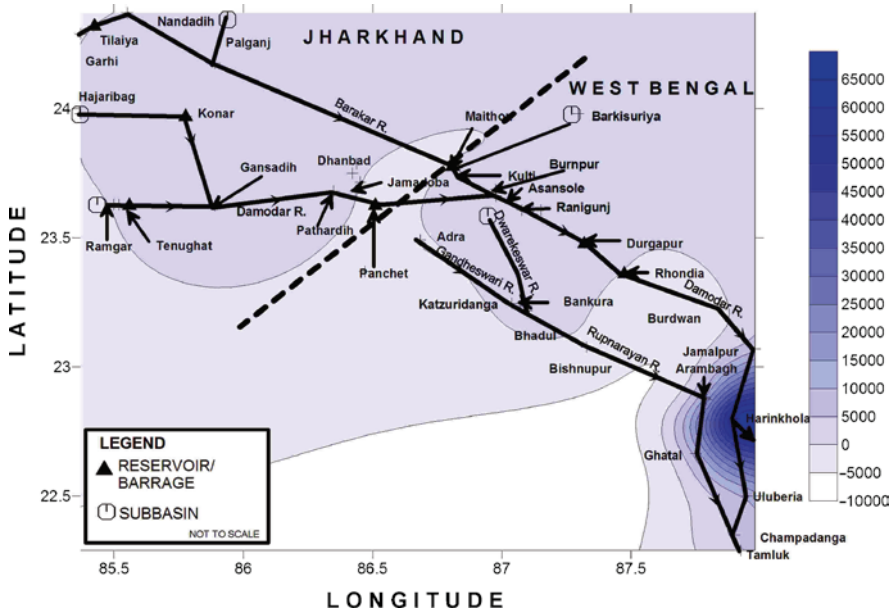 Nandadih
Tilaiya
Palganj
JHARKHAND
Garhi
WEST BENGAL
Hajaribag
Konar
Barakar R.
Maithon
Barkisuriya
Dhanbad
Kulti
Burnpur
Gansadih
Jamadoba
Asansole
Damodar R.
Ranigunj
Ramgar
Tenughat
Pathardih
Panchet
Adra
Dwarekeswar R.
Durgapur
Gandheswari R.
Rhondia
Katzuridanga
Bankura
Damodar R.
Burdwan
Bhadul
Rupnarayan R.
Jamalpur
Bishnupur
Arambagh
Harinkhola
Ghatal
Uluberia
Champadanga
Tamluk
LEGEND
RESERVOIR/
BARRAGE
SUBBASIN
NOT TO SCALE
24
23.5
23
22.5
LATITUDE
85.5 86 86.5 87 87.5
LONGITUDE
65000
60000
55000
50000
45000
40000
35000
30000
25000
20000
15000
10000
5000
0
-5000
-10000